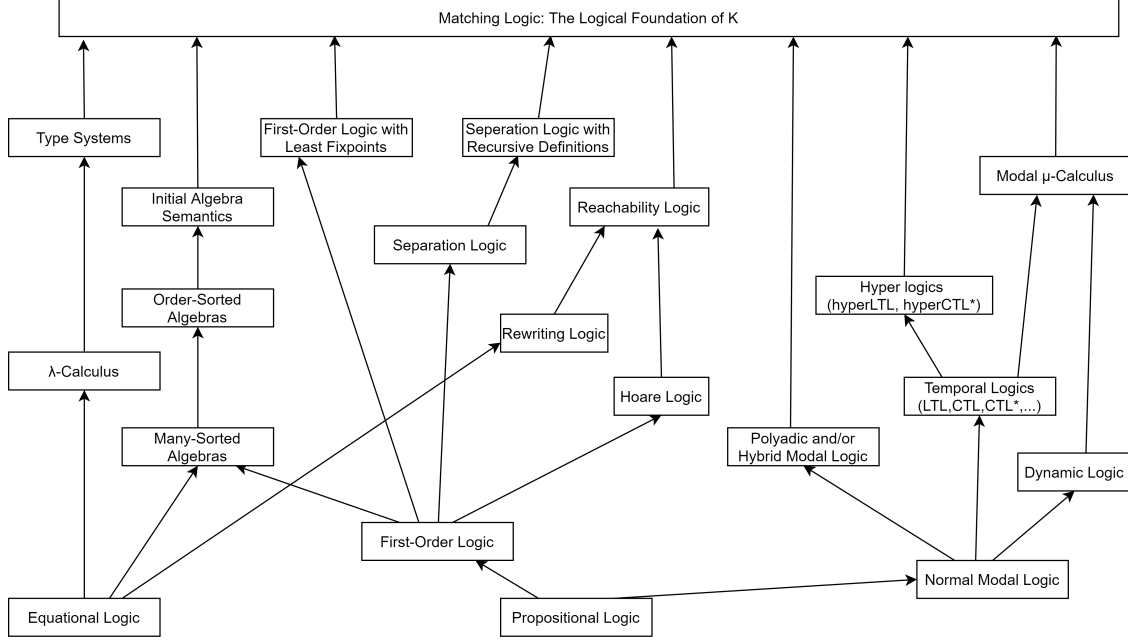 Matching Logic: The Logical Foundation of K
Type Systems
First-Order Logic with
Least Fixpoints
Seperation Logic with
Recursive Definitions
Modal μ-Calculus
Initial Algebra
Semantics
Reachability Logic
Separation Logic
Hyper logics
(hyperLTL, hyperCTL*)
Order-Sorted
Algebras
Rewriting Logic
λ-Calculus
Hoare Logic
Temporal Logics
(LTL,CTL,CTL*,...)
Many-Sorted
Algebras
Polyadic and/or
Hybrid Modal Logic
Dynamic Logic
First-Order Logic
Normal Modal Logic
Equational Logic
Propositional Logic